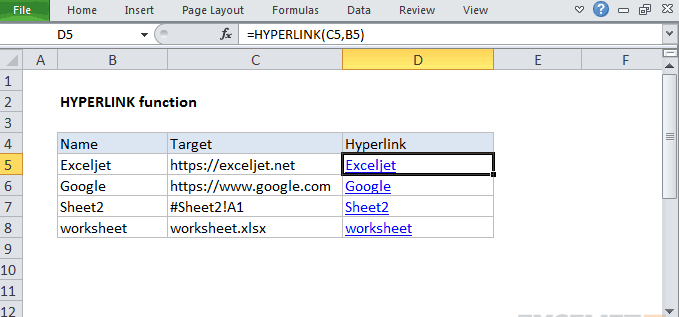 File Home Insert Page Layout Formulas Data Review View
D5 fx =HYPERLINK(C5,B5)
A B C D E F
1
2 HYPERLINK function
3
4 Name Target Hyperlink
5 Exceljet https://exceljet.net Exceljet
6 Google https://www.google.com Google
7 Sheet2 #Sheet2!A1 Sheet2
8 worksheet worksheet.xlsx worksheet
9
10
11
12